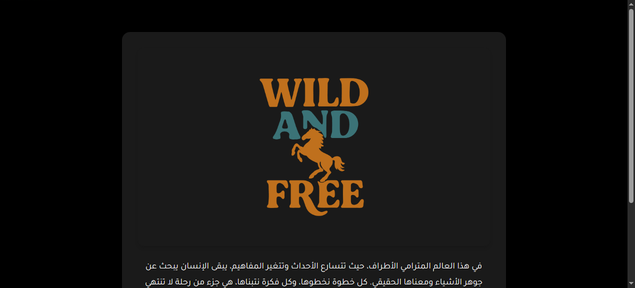 WILD
AND
FREE
في هذا العالم المترامي الأطراف، حيث تتسارع الأحداث وتتغير المفاهيم، يبقى الإنسان يبحث عن
جوهر الأشياء ومعناها الحقيقي. كل خطوة نخطوها، وكل فكرة نتبناها، هي جزء من رحلة لا تنتهي